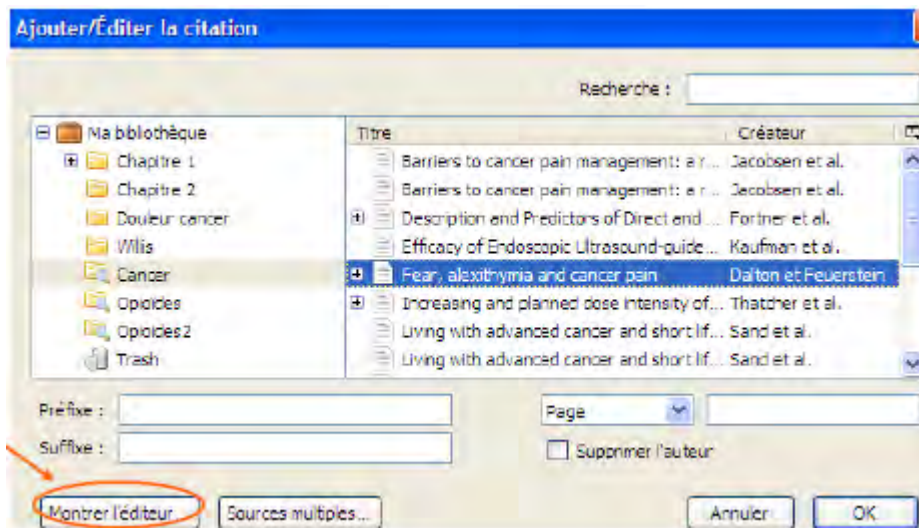 Ajouter/Éditer la citation
Recherche :
Ma bibliothèque
Chapitre 1
Chapitre 2
Douleur cancer
Willis
Cancer
Opioïdes
Opioïdes2
Trash
Titre Créateur
Barriers to cancer pain management: a r... Jacobsen et al.
Barriers to cancer pain management: a r... Jacobsen et al.
Description and Predictors of Direct and ... Fortner et al.
Efficacy of Endoscopic Ultrasound-guide... Kaufman et al.
Fear, alexithymia and cancer pain Dalton et Feuerstein
Increasing and planned dose intensity of... Thatcher et al.
Living with advanced cancer and short lif... Sand et al.
Living with advanced cancer and short lif... Sand et al.
Préfixe : Page
Suffixe : Supprimer l'auteur
Montrer l'éditeur... Sources multiples... Annuler OK